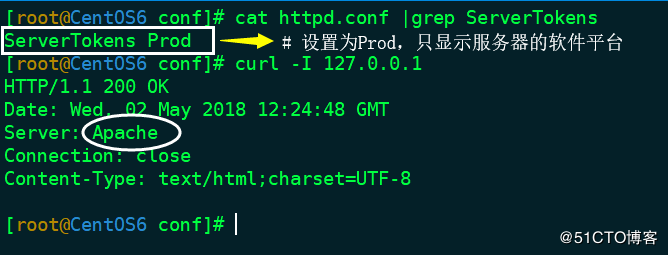 [root@CentOS6 conf]# cat httpd.conf |grep ServerTokens
ServerTokens Prod # 设置为Prod，只显示服务器的软件平台
[root@CentOS6 conf]# curl -I 127.0.0.1
HTTP/1.1 200 OK
Date: Wed, 02 May 2018 12:24:48 GMT
Server: Apache
Connection: close
Content-Type: text/html;charset=UTF-8
[root@CentOS6 conf]#
@51CTO博客